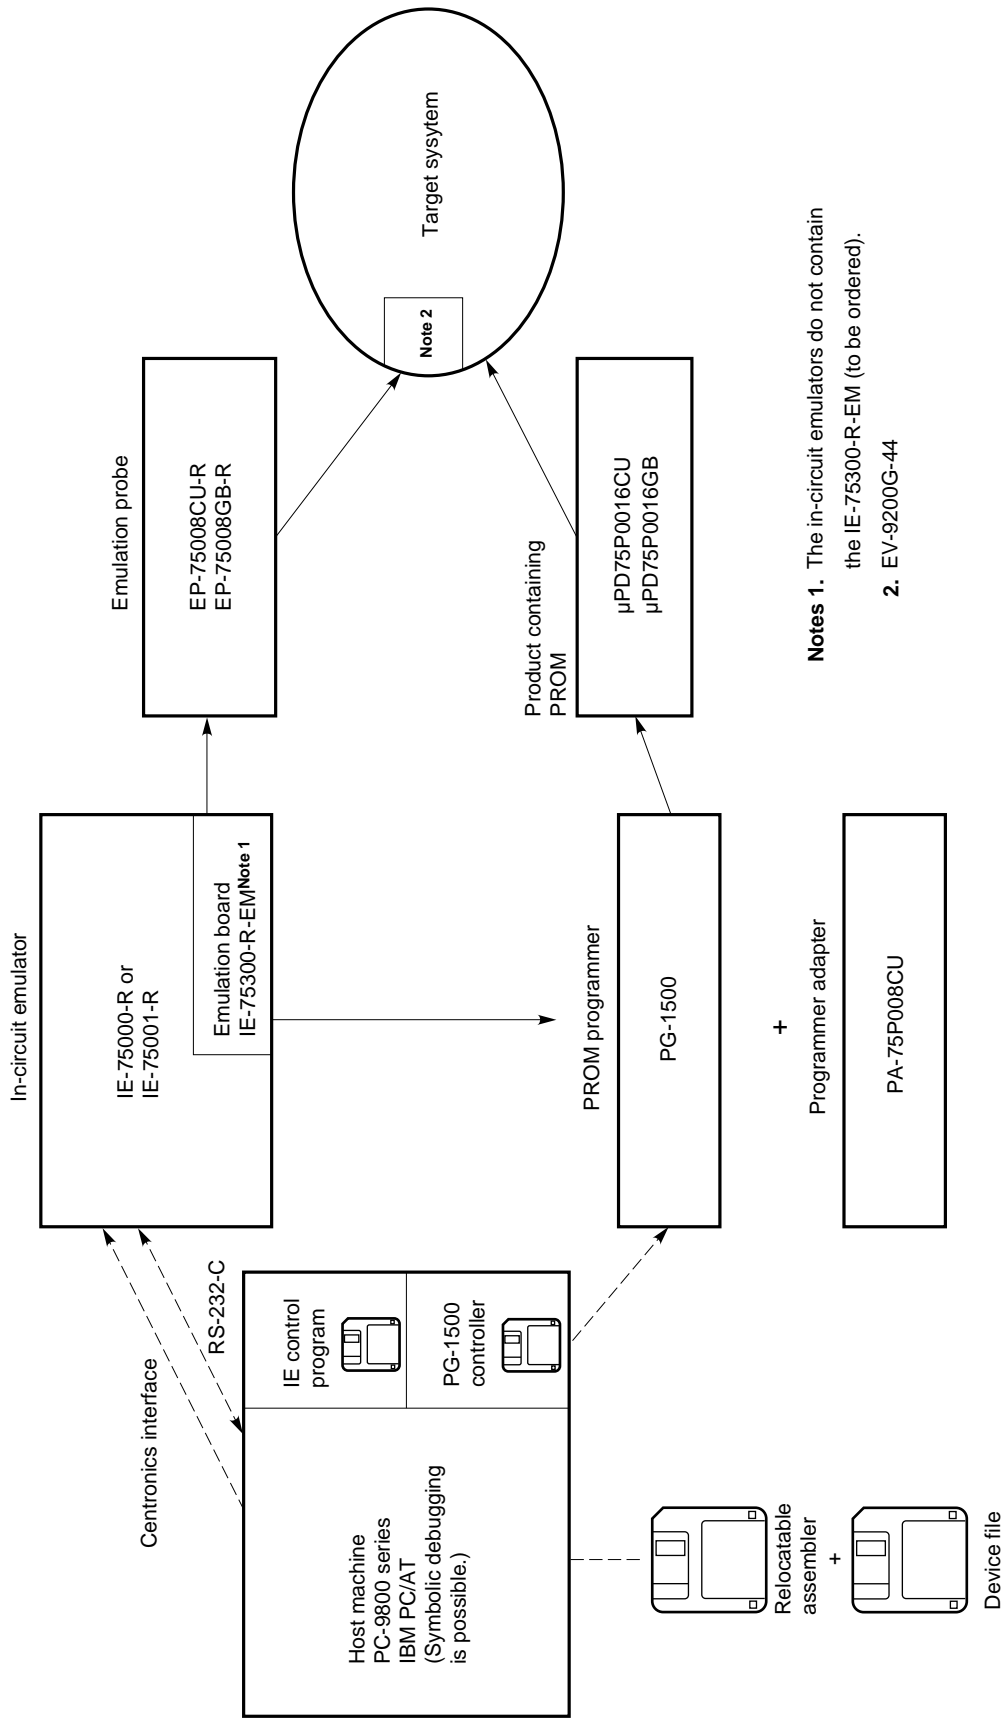 In-circuit emulator
IE-75000-R or
IE-75001-R
Emulation board
IE-75300-R-EMNote 1
Emulation probe
EP-75008CU-R
EP-75008GB-R
Target sysytem
Note 2
Centronics interface
RS-232-C
Host machine
PC-9800 series
IBM PC/AT
(Symbolic debugging
is possible.)
IE control
program
PG-1500
controller
Relocatable
assembler
+
Device file
PROM programmer
PG-1500
+
Programmer adapter
PA-75P008CU
Product containing
PROM
µPD75P0016CU
µPD75P0016GB
Notes 1. The in-circuit emulators do not contain
the IE-75300-R-EM (to be ordered).
2. EV-9200G-44